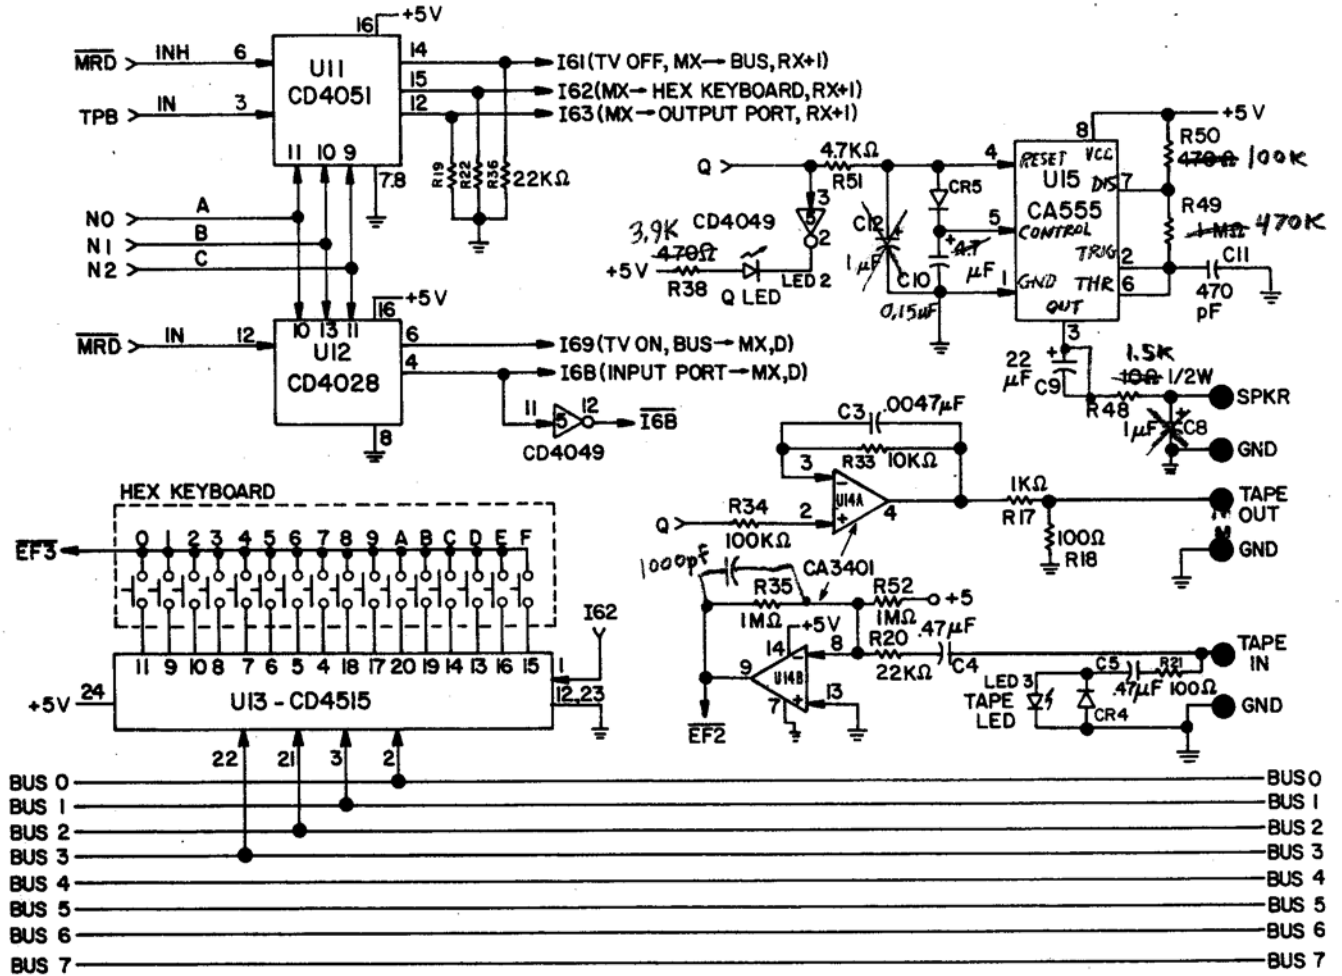 16 +5V
MRD INH 6 14 I61 (TV OFF, MX→BUS, RX+1)
U11
CD4051
15 I62 (MX→HEX KEYBOARD, RX+1)
TPB IN 3 12 I63 (MX→OUTPUT PORT, RX+1)
11 10 9
7.8
R19 R22 R36 22KΩ
N0 A
N1 B
N2 C
16 +5V
10 13 11
MRD IN 12 6 I69 (TV ON, BUS→MX,D)
U12
CD4028
4 I6B (INPUT PORT→MX,D)
8
11 5 12 I6B
CD4049
Q 4.7KΩ
R51
3
CD4049
5
2
3.9K
470Ω
+5V R38
Q LED
LED 2
C12
1 μF
CR5
4.7
μF
C10
0.15μF
4 RESET 8 VCC
U15
CA555
5 CONTROL
DIS 7
TRIG 2
1 GND THR 6
OUT
3
+5V
R50
470Ω 100K
R49
1 MΩ 470K
C11
470
pF
22
μF
C9
1.5K
10Ω 1/2W
R48
1μF C8
SPKR
GND
C3 .0047μF
R33 10KΩ
3
U14A
2
4
Q R34
100KΩ
1KΩ
R17
100Ω
R18
TAPE
OUT
GND
CA3401
1000pf
R35
1MΩ
R52
1MΩ
+5
+5V
14
8
9
U14B
7
13
EF2
R20
22KΩ
.47μF
C4
TAPE
IN
C5
.47μF
R21
100Ω
LED 3
TAPE
LED
CR4
GND
HEX KEYBOARD
0 1 2 3 4 5 6 7 8 9 A B C D E F
EF3
I62
11 9 10 8 7 6 5 4 18 17 20 19 14 13 16 15
1
12,23
+5V 24 U13 - CD4515
22 21 3 2
BUS 0 BUS 0
BUS 1 BUS 1
BUS 2 BUS 2
BUS 3 BUS 3
BUS 4 BUS 4
BUS 5 BUS 5
BUS 6 BUS 6
BUS 7 BUS 7